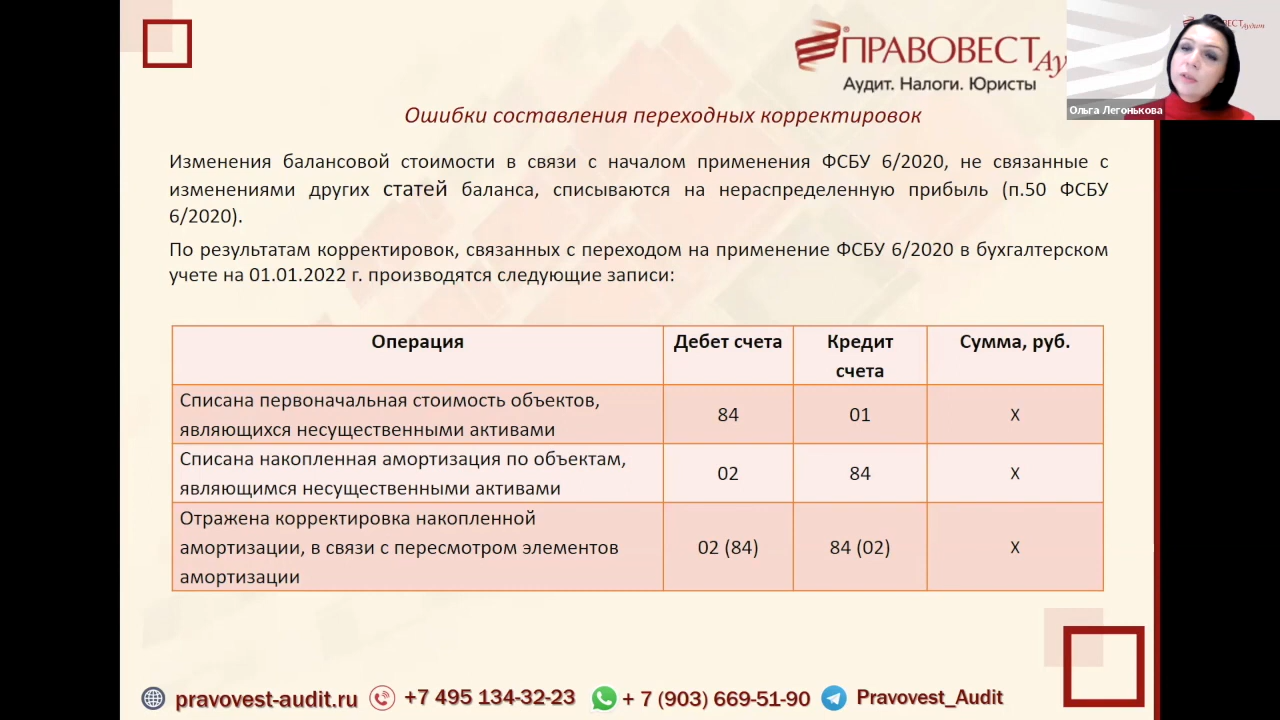 ПРАВОВЕСТ Ау
Аудит. Налоги. Юристы
Ольга Легонькова
Ошибки составления переходных корректировок
Изменения балансовой стоимости в связи с началом применения ФСБУ 6/2020, не связанные с
изменениями других статей баланса, списываются на нераспределенную прибыль (п.50 ФСБУ
6/2020).
По результатам корректировок, связанных с переходом на применение ФСБУ 6/2020 в бухгалтерском
учете на 01.01.2022 г. производятся следующие записи:
Операция Дебет счета Кредит счета Сумма, руб.
Списана первоначальная стоимость объектов,
являющихся несущественными активами 84 01 X
Списана накопленная амортизация по объектам,
являющимся несущественными активами 02 84 X
Отражена корректировка накопленной
амортизации, в связи с пересмотром элементов 02 (84) 84 (02) X
амортизации
pravovest-audit.ru +7 495 134-32-23 + 7 (903) 669-51-90 Pravovest_Audit